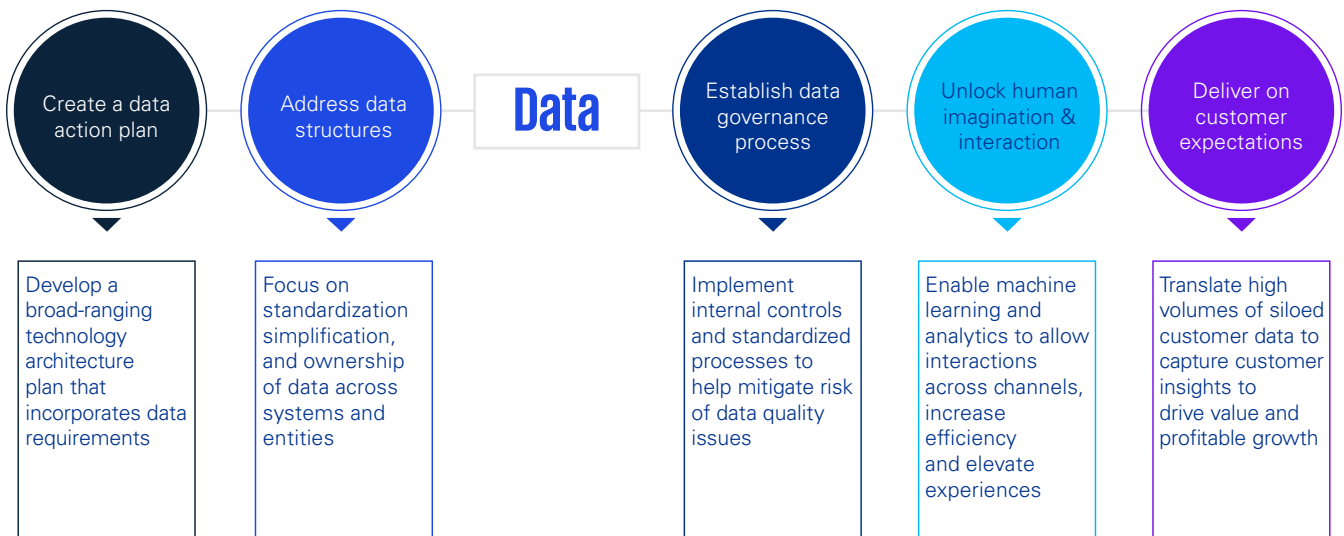 Create a data
action plan
Address data
structures
Data
Establish data
governance
process
Unlock human
imagination &
interaction
Deliver on
customer
expectations
Develop a
broad-ranging
technology
architecture
plan that
incorporates data
requirements
Focus on
standardization
simplification,
and ownership
of data across
systems and
entities
Implement
internal controls
and standardized
processes to
help mitigate risk
of data quality
issues
Enable machine
learning and
analytics to allow
interactions
across channels,
increase
efficiency
and elevate
experiences
Translate high
volumes of siloed
customer data to
capture customer
insights to
drive value and
profitable growth